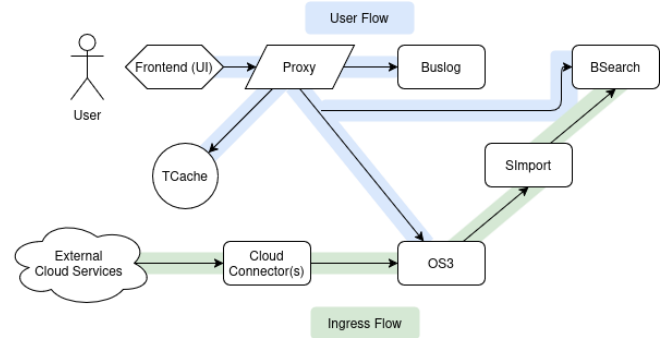 User Flow
Frontend (UI)
Proxy
Buslog
BSearch
User
TCache
SImport
External
Cloud Services
Cloud
Connector(s)
OS3
Ingress Flow